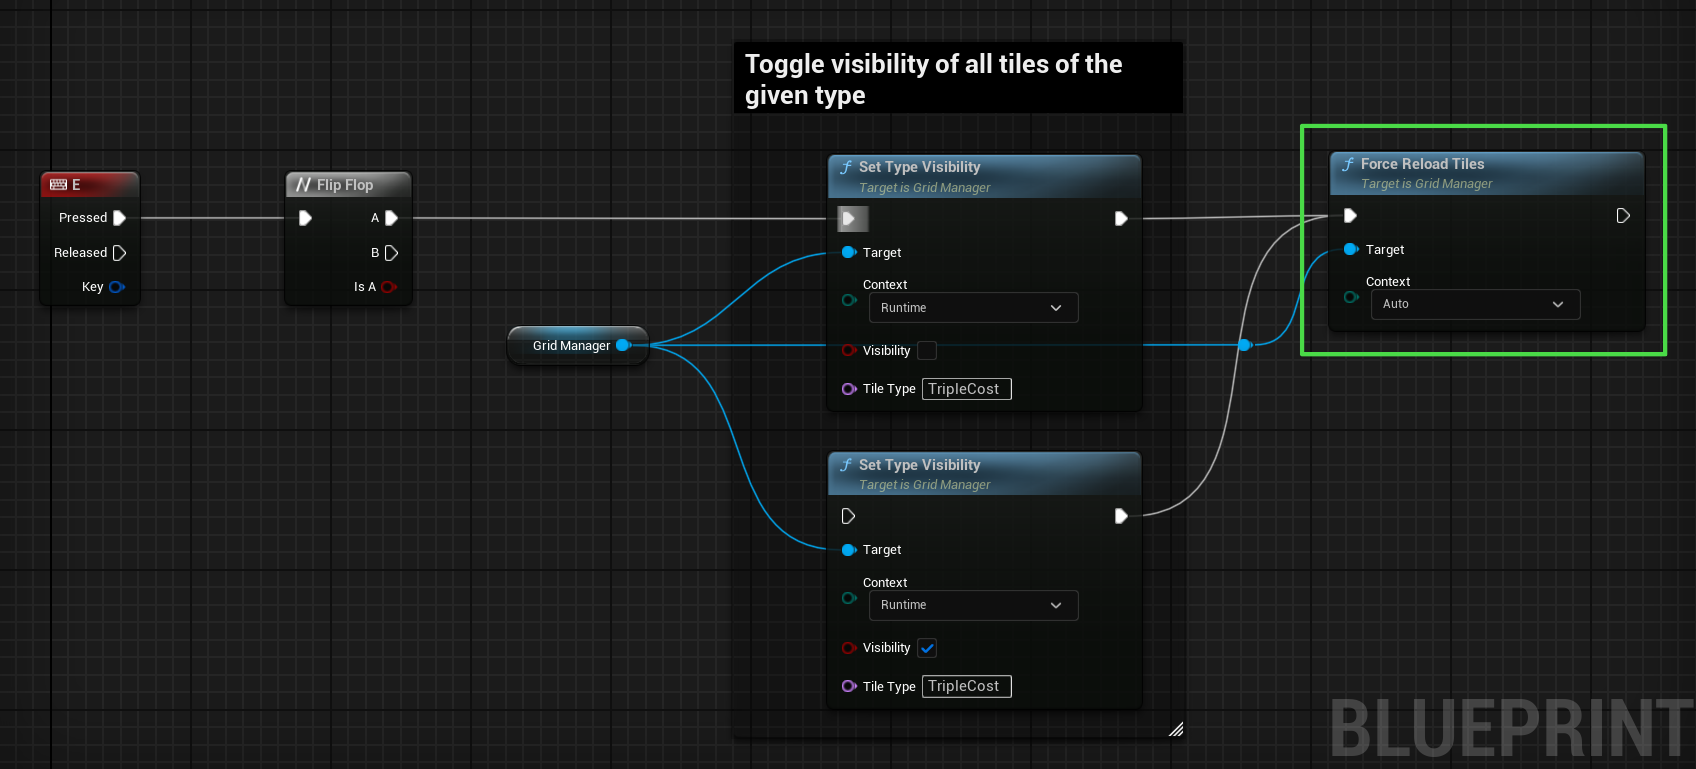 Toggle visibility of all tiles of the
given type
E
Pressed
Released
Key
Flip Flop
A
B
Is A
Grid Manager
Set Type Visibility
Target is Grid Manager
Target
Context
Runtime
Visibility
Tile Type TripleCost
Set Type Visibility
Target is Grid Manager
Target
Context
Runtime
Visibility
Tile Type TripleCost
Force Reload Tiles
Target is Grid Manager
Target
Context
Auto
BLUEPRINT